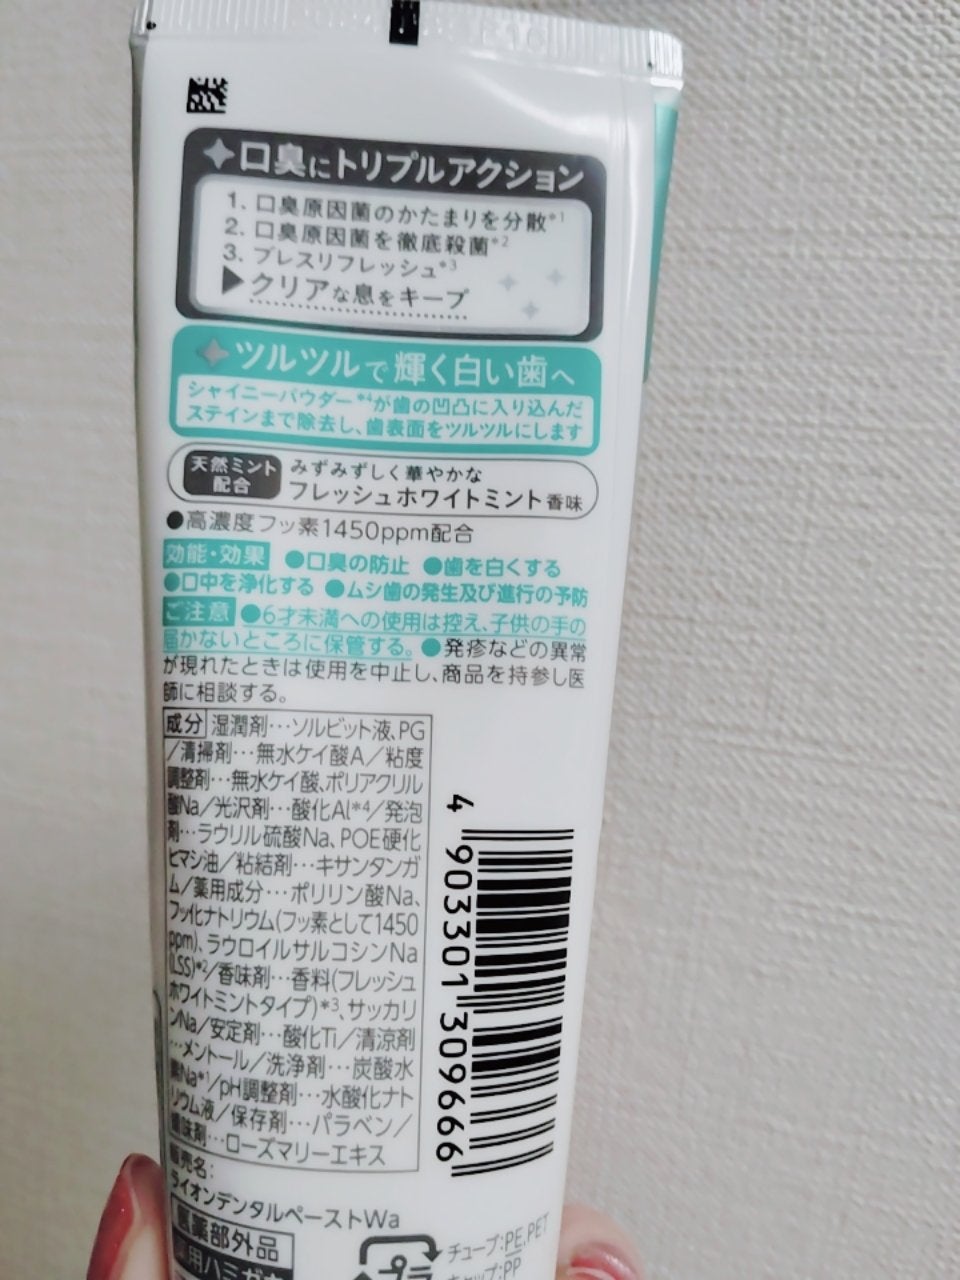 口臭にトリプルアクション
1. 口臭原因菌のかたまりを分散*1
2. 口臭原因菌を徹底殺菌*2
3. ブレスリフレッシュ*3
▶クリアな息をキープ
ツルツルで輝く白い歯へ
シャイニーパウダー*4が歯の凹凸に入り込んだ
ステインまで除去し、歯表面をツルツルにします
天然ミント
配合
みずみずしく華やかな
フレッシュホワイトミント香味
●高濃度フッ素1450ppm配合
効能・効果 ●口臭の防止 ●歯を白くする
●口中を浄化する ●ムシ歯の発生及び進行の予防
ご注意 ●6才未満への使用は控え、子供の手の
届かないところに保管する。●発疹などの異常
が現れたときは使用を中止し、商品を持参し医
師に相談する。
成分 湿潤剤…ソルビット液、PG
／清掃剤…無水ケイ酸A／粘度
調整剤…無水ケイ酸、ポリアクリル
酸Na／光沢剤…酸化Al*4／発泡
剤…ラウリル硫酸Na、POE硬化
ヒマシ油／粘結剤…キサンタンガ
ム／薬用成分…ポリリン酸Na、
フッ化ナトリウム(フッ素として1450
ppm)、ラウロイルサルコシンNa
(LSS)*2／香味剤…香料(フレッシュ
ホワイトミントタイプ)*3、サッカリ
ンNa／安定剤…酸化Ti／清涼剤
…メントール／洗浄剤…炭酸水
素Na*1／pH調整剤…水酸化ナト
リウム液／保存剤…パラベン／
歯味剤…ローズマリーエキス
4 903301 309666
販売名：
ライオンデンタルペーストWa
医薬部外品
薬用ハミガキ
プ
チューブ:PE,PET
キャップ:PP